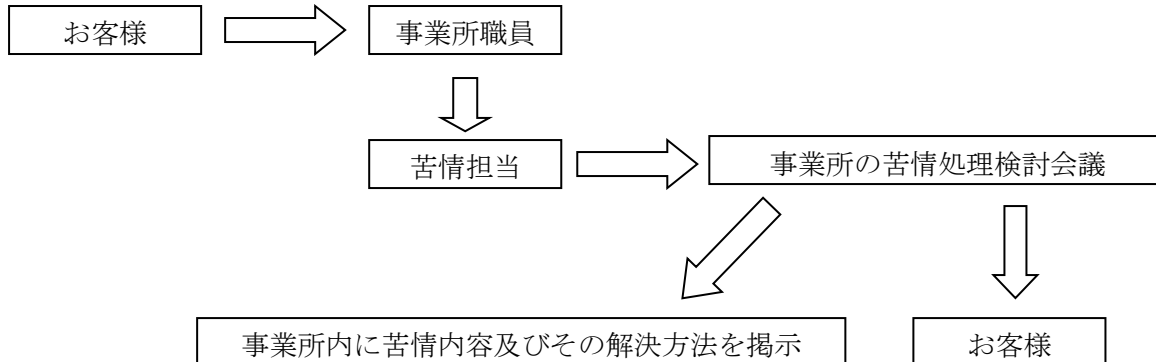 お客様
事業所職員
苦情担当
事業所の苦情処理検討会議
事業所内に苦情内容及びその解決方法を掲示
お客様